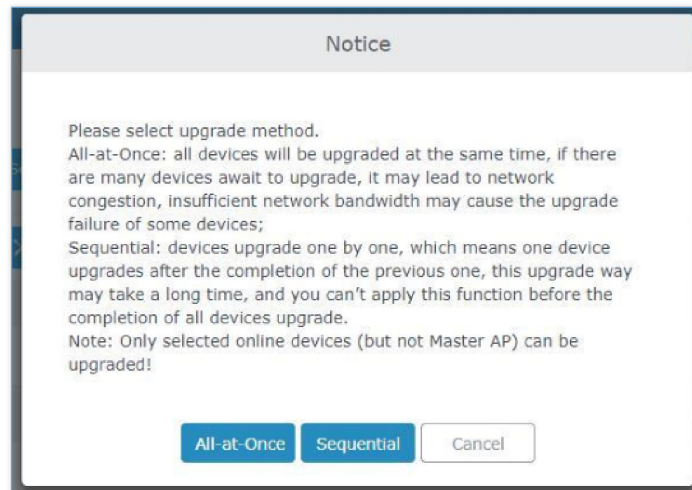 Notice
Please select upgrade method.
All-at-Once: all devices will be upgraded at the same time, if there
are many devices await to upgrade, it may lead to network
congestion, insufficient network bandwidth may cause the upgrade
failure of some devices;
Sequential: devices upgrade one by one, which means one device
upgrades after the completion of the previous one, this upgrade way
may take a long time, and you can’t apply this function before the
completion of all devices upgrade.
Note: Only selected online devices (but not Master AP) can be
upgraded!
All-at-Once Sequential Cancel